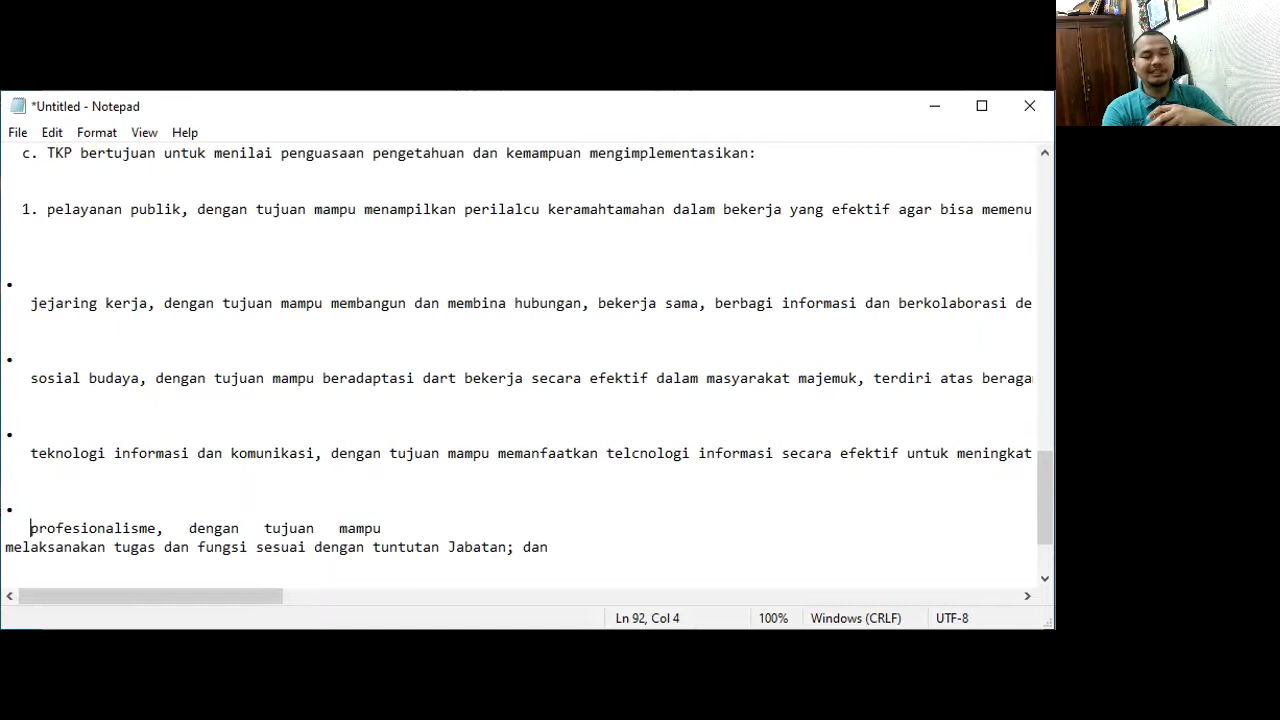 *Untitled - Notepad
File Edit Format View Help
c. TKP bertujuan untuk menilai penguasaan pengetahuan dan kemampuan mengimplementasikan:
1. pelayanan publik, dengan tujuan mampu menampilkan perilalcu keramahtamahan dalam bekerja yang efektif agar bisa memenu
•
jejaring kerja, dengan tujuan mampu membangun dan membina hubungan, bekerja sama, berbagi informasi dan berkolaborasi de
•
sosial budaya, dengan tujuan mampu beradaptasi dart bekerja secara efektif dalam masyarakat majemuk, terdiri atas beraga
•
teknologi informasi dan komunikasi, dengan tujuan mampu memanfaatkan telcnologi informasi secara efektif untuk meningkat
•
profesionalisme, dengan tujuan mampu
melaksanakan tugas dan fungsi sesuai dengan tuntutan Jabatan; dan
Ln 92, Col 4 100% Windows (CRLF) UTF-8